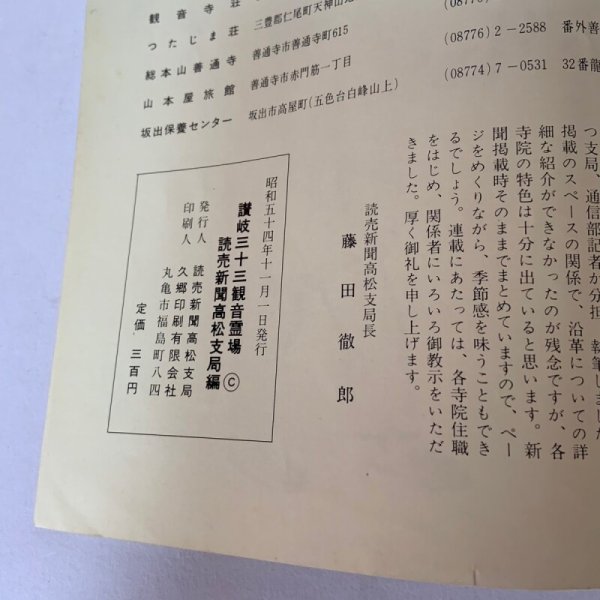 観音寺荘
つたじま荘 三豊郡仁尾町天神山
総本山善通寺 善通寺市善通寺町615 (08776) 2-2588 番外善
山本屋旅館 善通寺市赤門筋一丁目 (08774) 7-0531 32番
坂出保養センター 坂出市高屋町(五色台白峰山上)
つ支局、通信部記者が分担、執筆しました
掲載のスペースの関係で、沿革についての詳
細な紹介ができなかったのが残念ですが、各
寺院の特色は十分に出ていると思います。新
聞掲載時そのままでまとめていますので、ペー
ジをめくりながら、季節感を味うこともでき
るでしょう。連載にあたっては、各寺院住職
をはじめ、関係者にいろいろ御教示をいただ
きました。厚く御礼を申し上げます。
読売新聞高松支局長
藤田徹郎
昭和五十四年十一月一日発行
讃岐三十三観音霊場 ©
読売新聞高松支局編
発行人 読売新聞高松支局
印刷人 久郷印刷有限会社
丸亀市福島町八四
定価 三百円